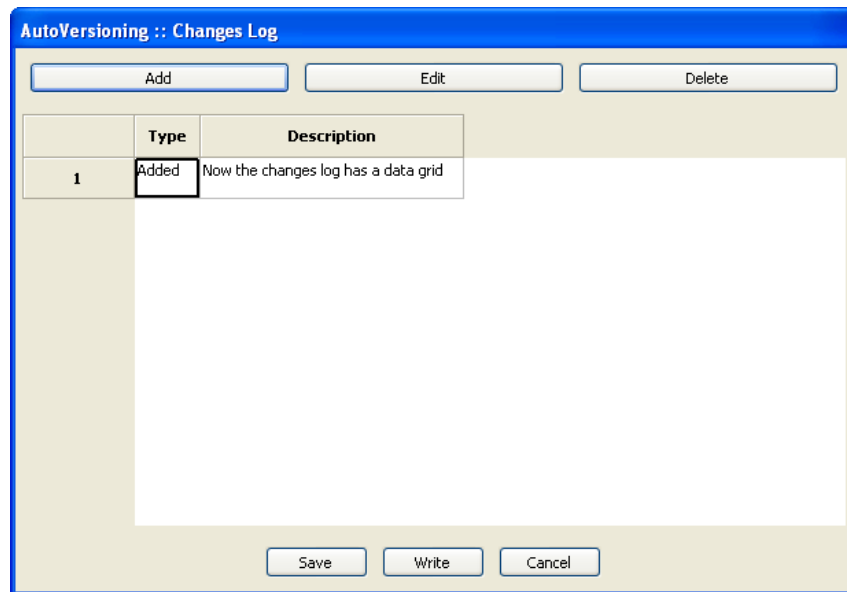 AutoVersioning :: Changes Log
Add Edit Delete
Type Description
1 Added Now the changes log has a data grid
Save Write Cancel